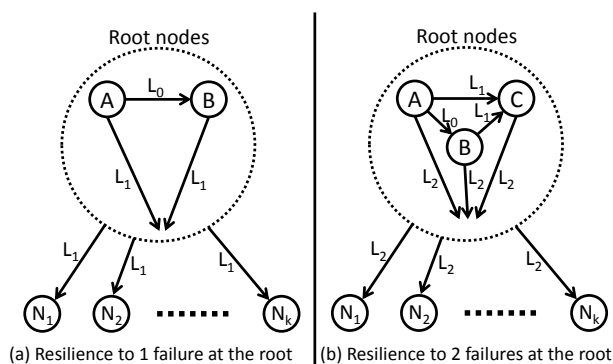 Root nodes
A
L0
B
L1
L1
L1
L1
L1
N1
N2
Nk
(a) Resilience to 1 failure at the root
Root nodes
A
L1
C
L0
L1
B
L2
L2
L2
L2
L2
L2
N1
N2
Nk
(b) Resilience to 2 failures at the root